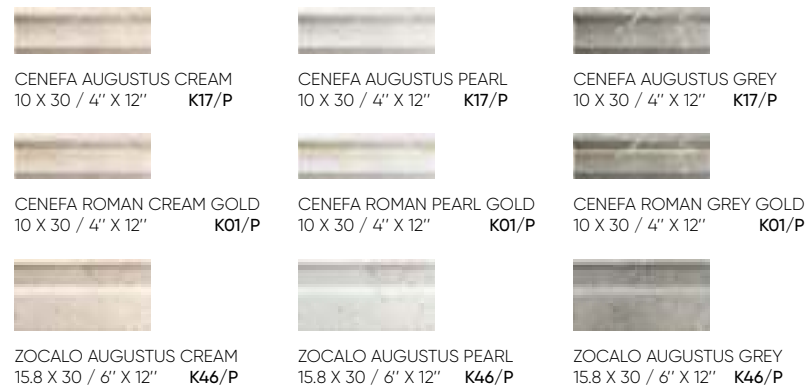 CENEFA AUGUSTUS CREAM
10 X 30 / 4’’ X 12’’ K17/P
CENEFA AUGUSTUS PEARL
10 X 30 / 4’’ X 12’’ K17/P
CENEFA AUGUSTUS GREY
10 X 30 / 4’’ X 12’’ K17/P
CENEFA ROMAN CREAM GOLD
10 X 30 / 4’’ X 12’’ K01/P
CENEFA ROMAN PEARL GOLD
10 X 30 / 4’’ X 12’’ K01/P
CENEFA ROMAN GREY GOLD
10 X 30 / 4’’ X 12’’ K01/P
ZOCALO AUGUSTUS CREAM
15.8 X 30 / 6’’ X 12’’ K46/P
ZOCALO AUGUSTUS PEARL
15.8 X 30 / 6’’ X 12’’ K46/P
ZOCALO AUGUSTUS GREY
15.8 X 30 / 6’’ X 12’’ K46/P